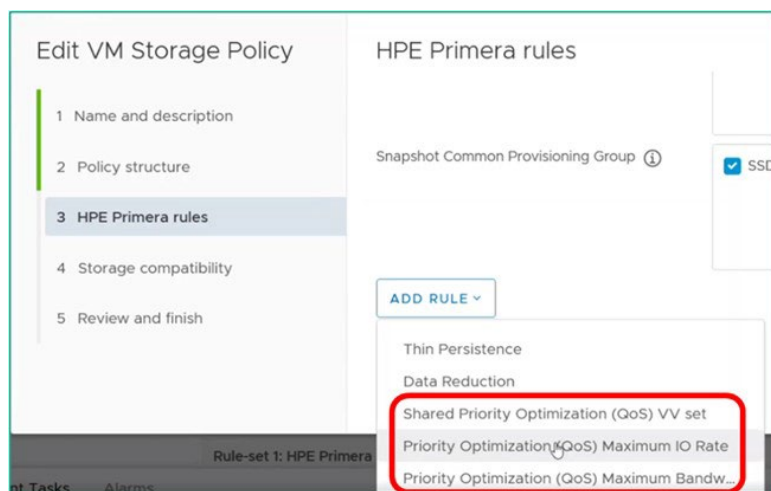 Edit VM Storage Policy
1 Name and description
2 Policy structure
3 HPE Primera rules
4 Storage compatibility
5 Review and finish
HPE Primera rules
Snapshot Common Provisioning Group
SSD
ADD RULE
Thin Persistence
Data Reduction
Shared Priority Optimization (QoS) VV set
Priority Optimization (QoS) Maximum IO Rate
Priority Optimization (QoS) Maximum Bandw...
Rule-set 1: HPE Primera
Tasks Alarms